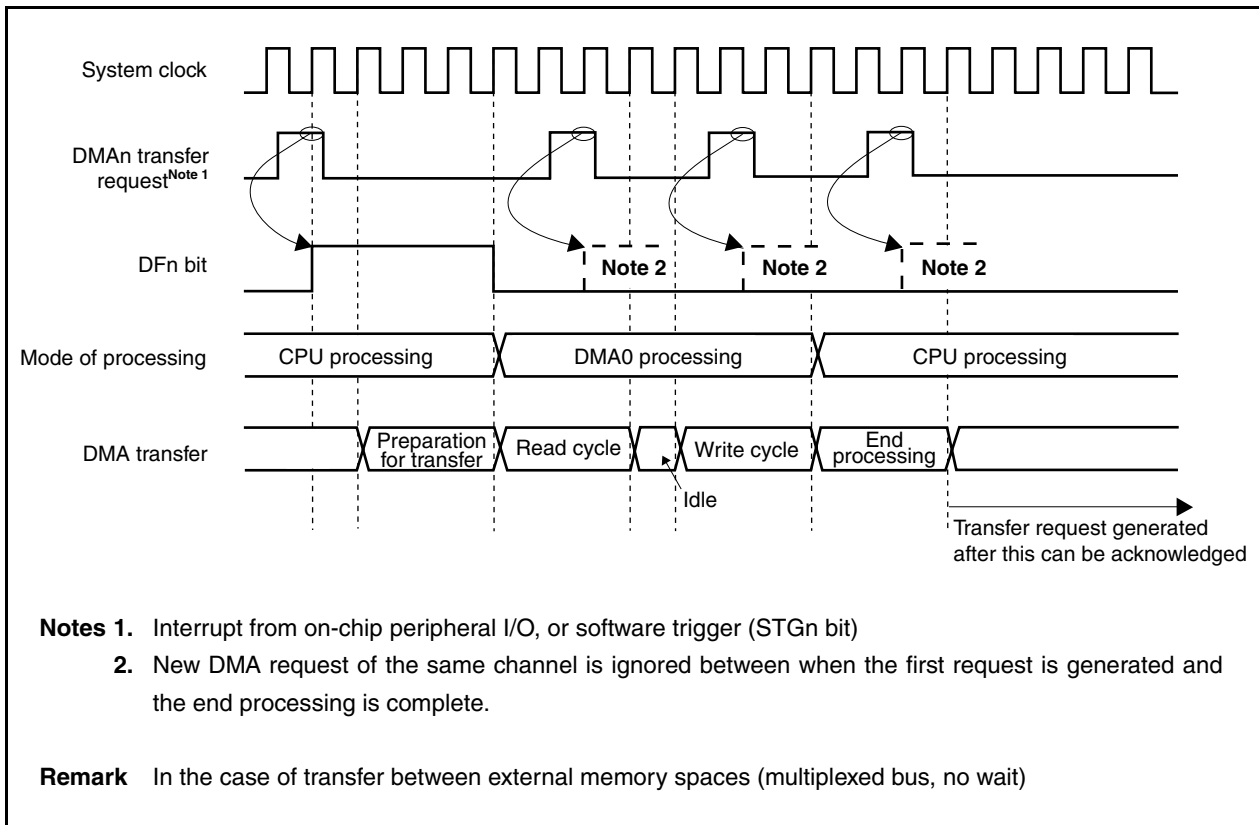 System clock
DMAn transfer
request Note 1
DFn bit
Note 2
Note 2
Note 2
Mode of processing
CPU processing
DMA0 processing
CPU processing
DMA transfer
Preparation
for transfer
Read cycle
Idle
Write cycle
End
processing
Transfer request generated
after this can be acknowledged
Notes 1. Interrupt from on-chip peripheral I/O, or software trigger (STGn bit)
2. New DMA request of the same channel is ignored between when the first request is generated and
the end processing is complete.
Remark In the case of transfer between external memory spaces (multiplexed bus, no wait)